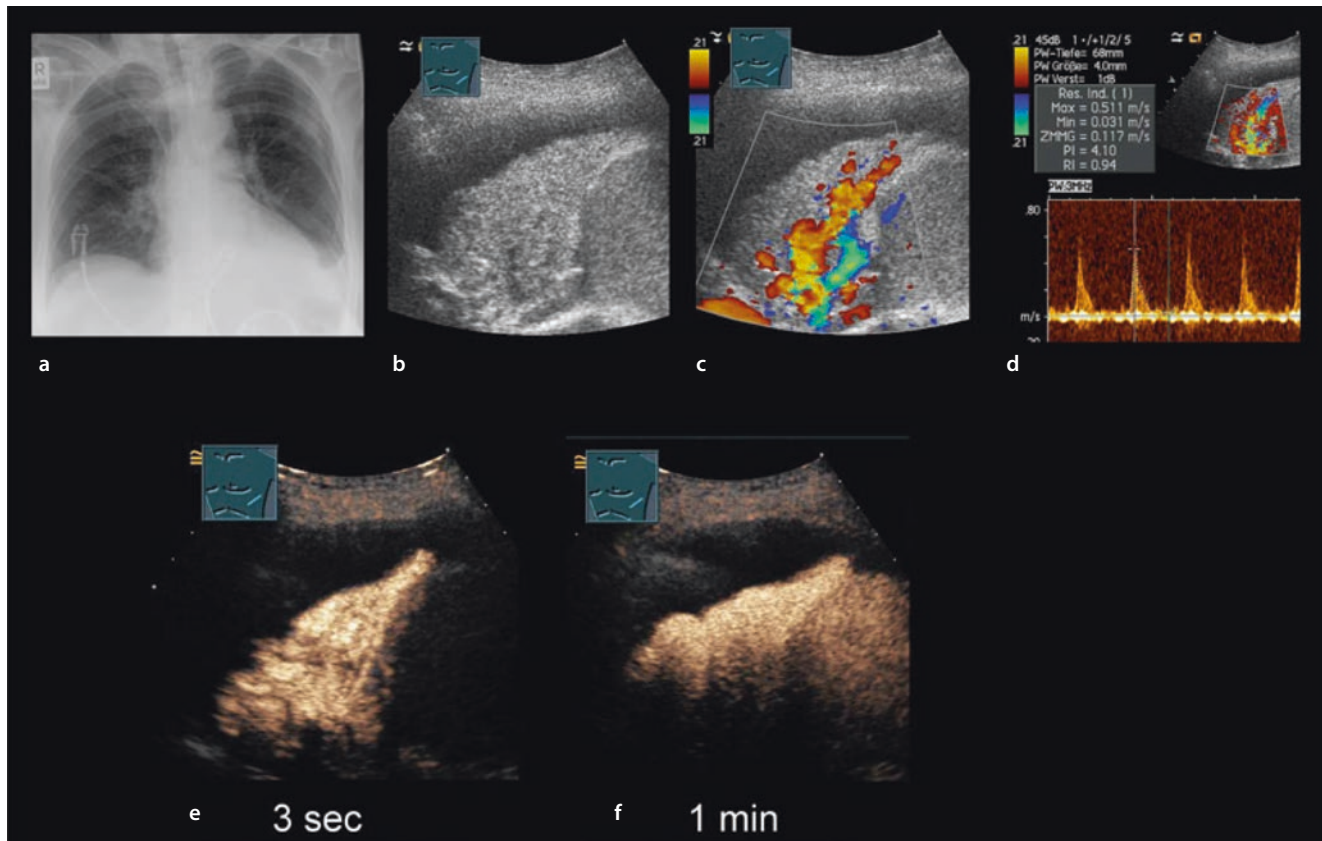 R
a
b
21
21
c
21
21
45dB 1 +/+1/2/ 5
PW-Tiefe= 68mm
PW Größe= 4.0mm
PW Verst= 1dB
Res. Ind. ( 1 )
Max = 0.511 m/s
Min = 0.031 m/s
ZMMG = 0.117 m/s
PI = 4.10
RI = 0.94
PW:3MHz
.80
m/s
d
e
3 sec
f
1 min